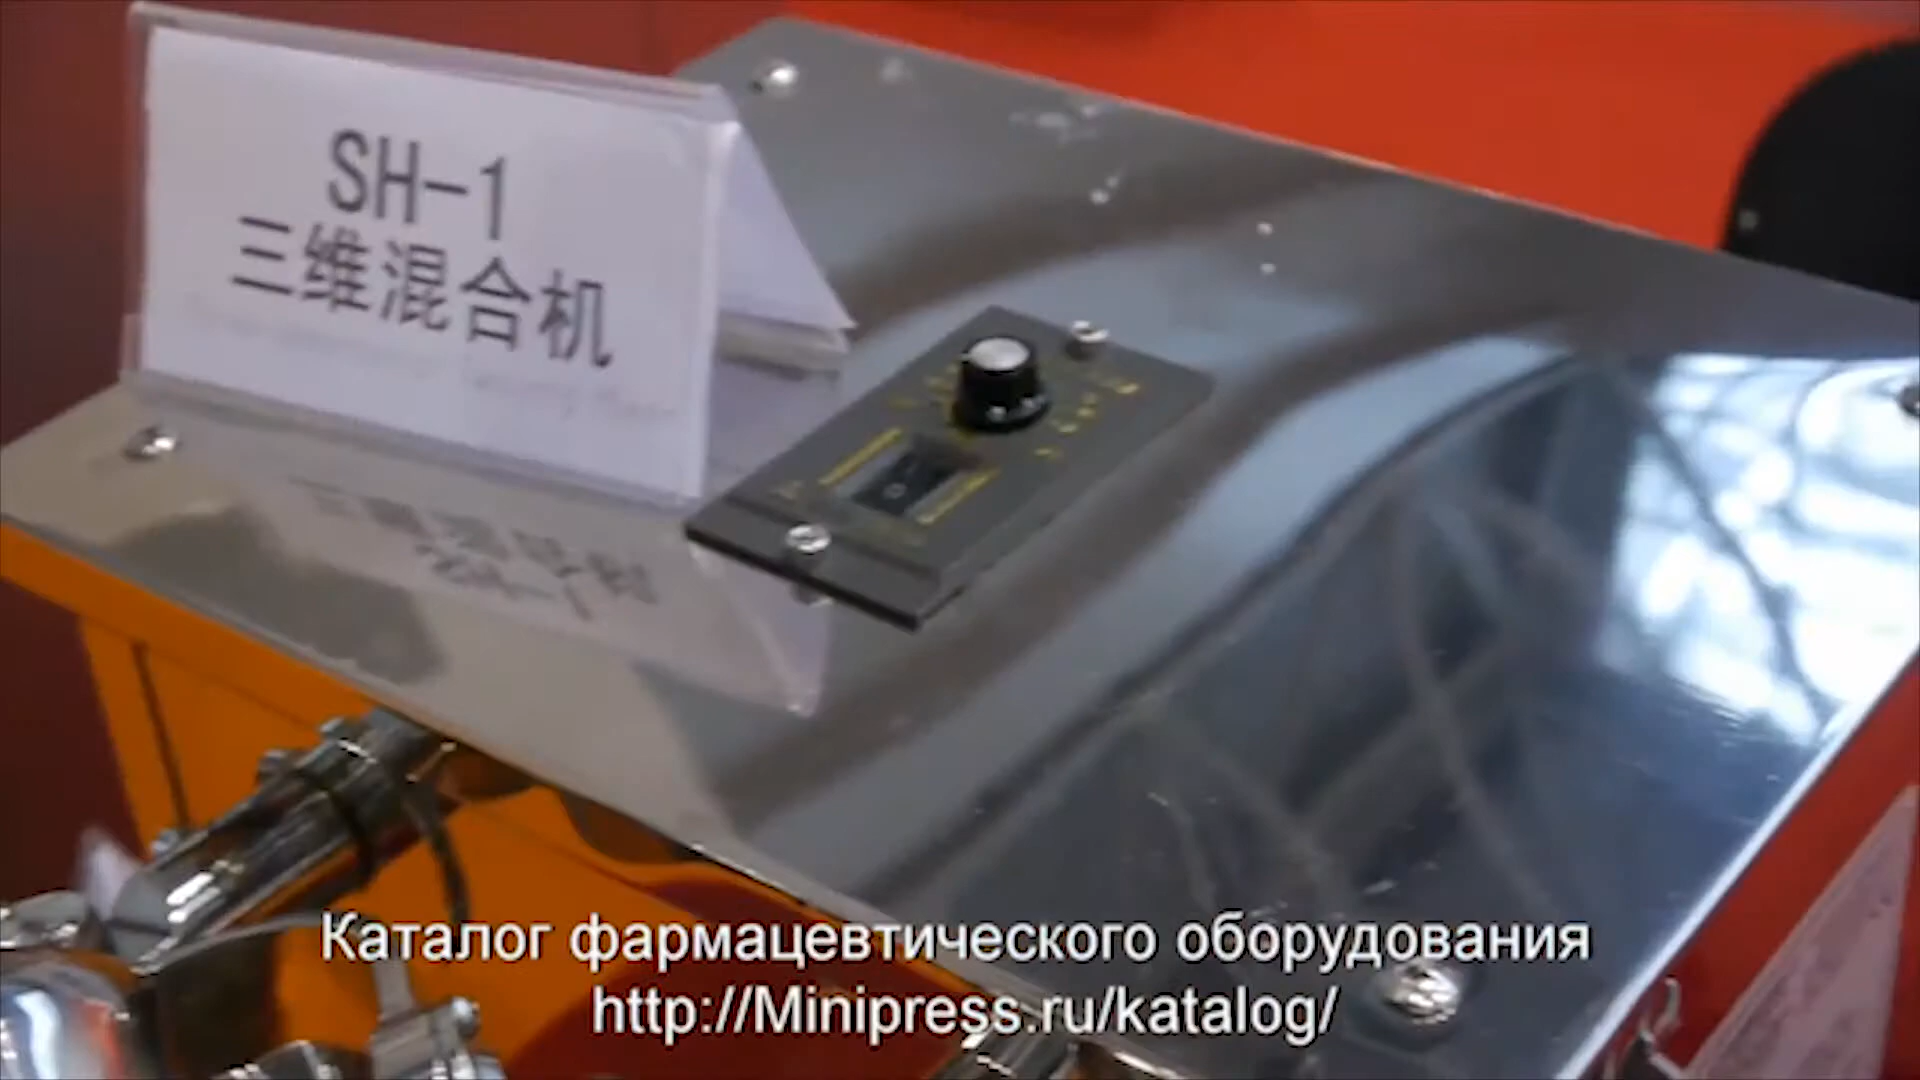 SH-1
三维混合机
Каталог фармацевтического оборудования
http://Minipress.ru/katalog/